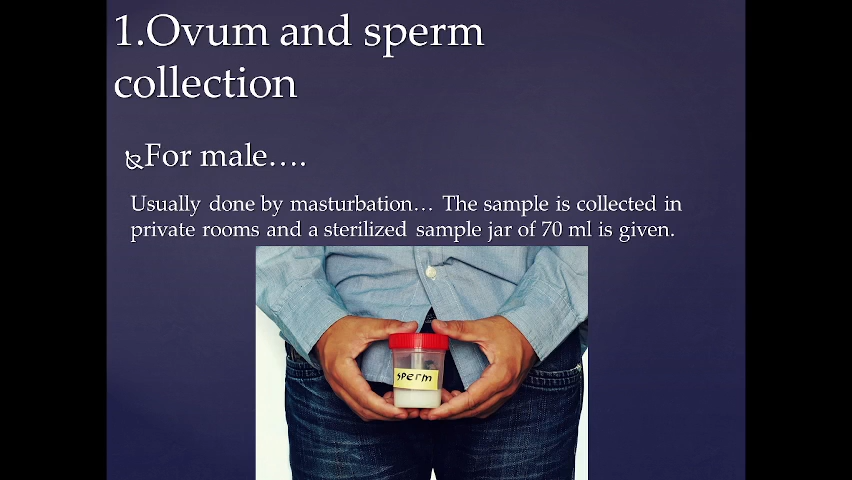 1.Ovum and sperm
collection
For male....
Usually done by masturbation... The sample is collected in
private rooms and a sterilized sample jar of 70 ml is given.
sperm